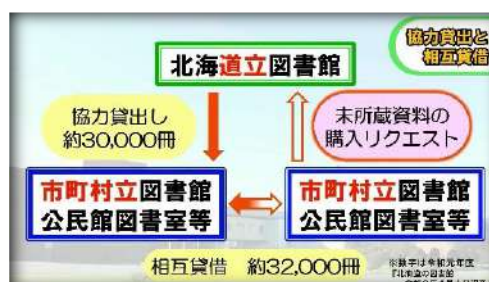 協力貸出と
相互貸借
北海道立図書館
協力貸出し
約30,000冊
未所蔵資料の
購入リクエスト
市町村立図書館
公民館図書室等
市町村立図書館
公民館図書室等
相互貸借 約32,000冊
※数字は令和元年度
『北海道の図書館